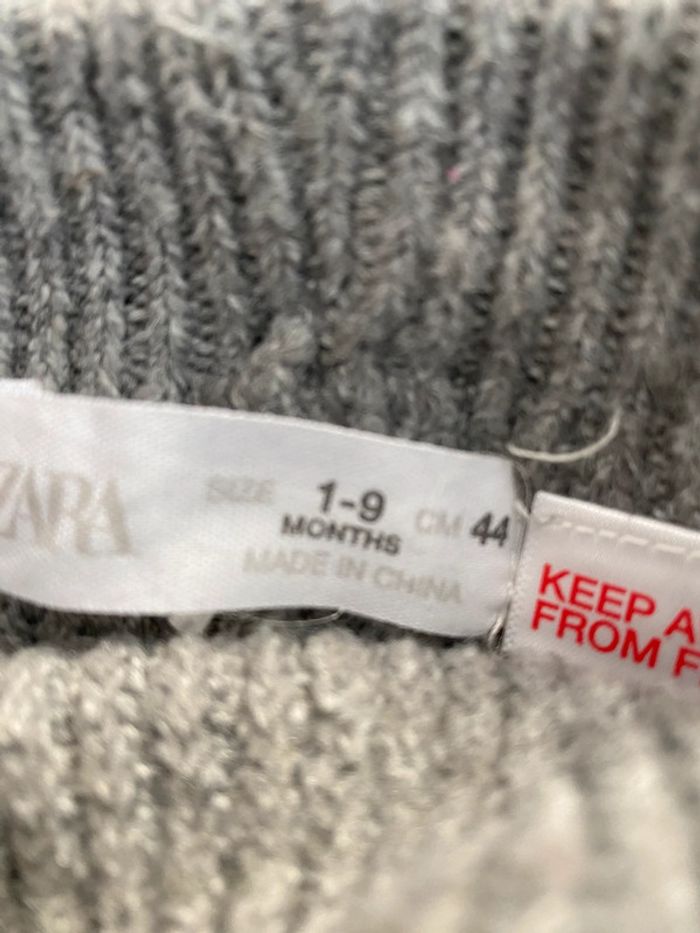 ZARA
SIZE 1-9 CM 44
MONTHS
MADE IN CHINA
KEEP A
FROM F